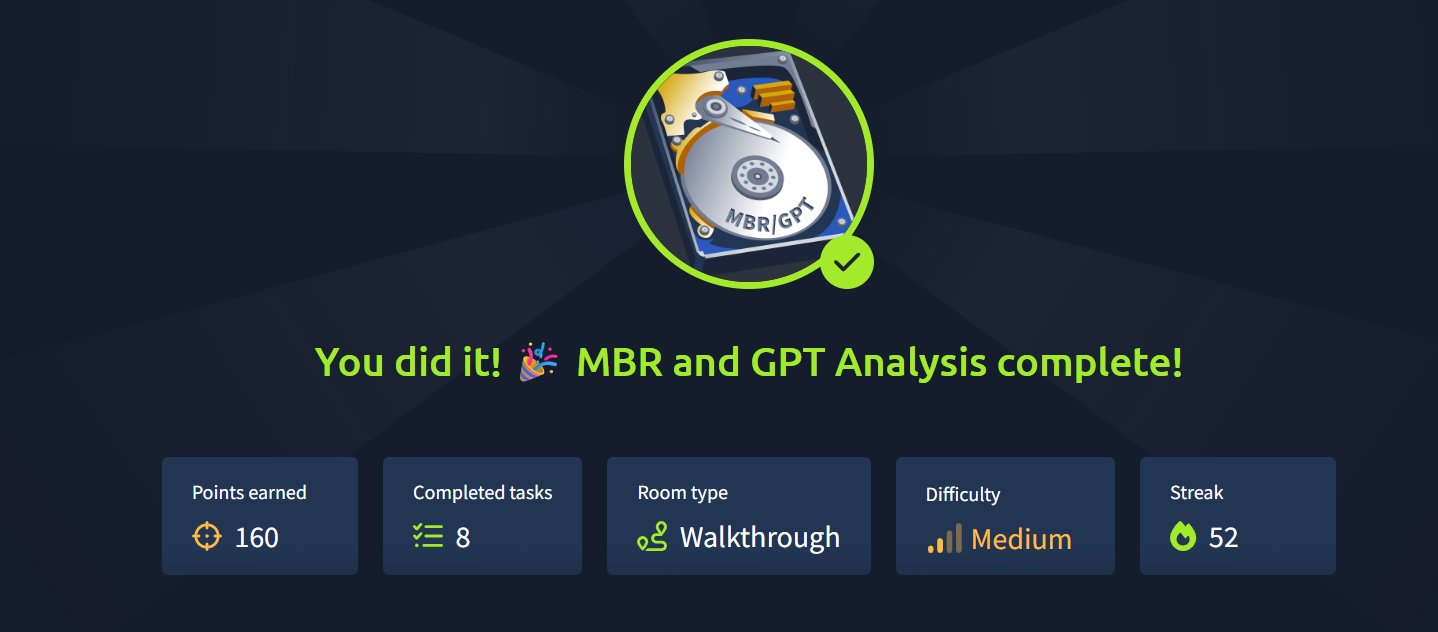 MBR|GPT
You did it! 🎉 MBR and GPT Analysis complete!
Points earned
160
Completed tasks
8
Room type
Walkthrough
Difficulty
Medium
Streak
52